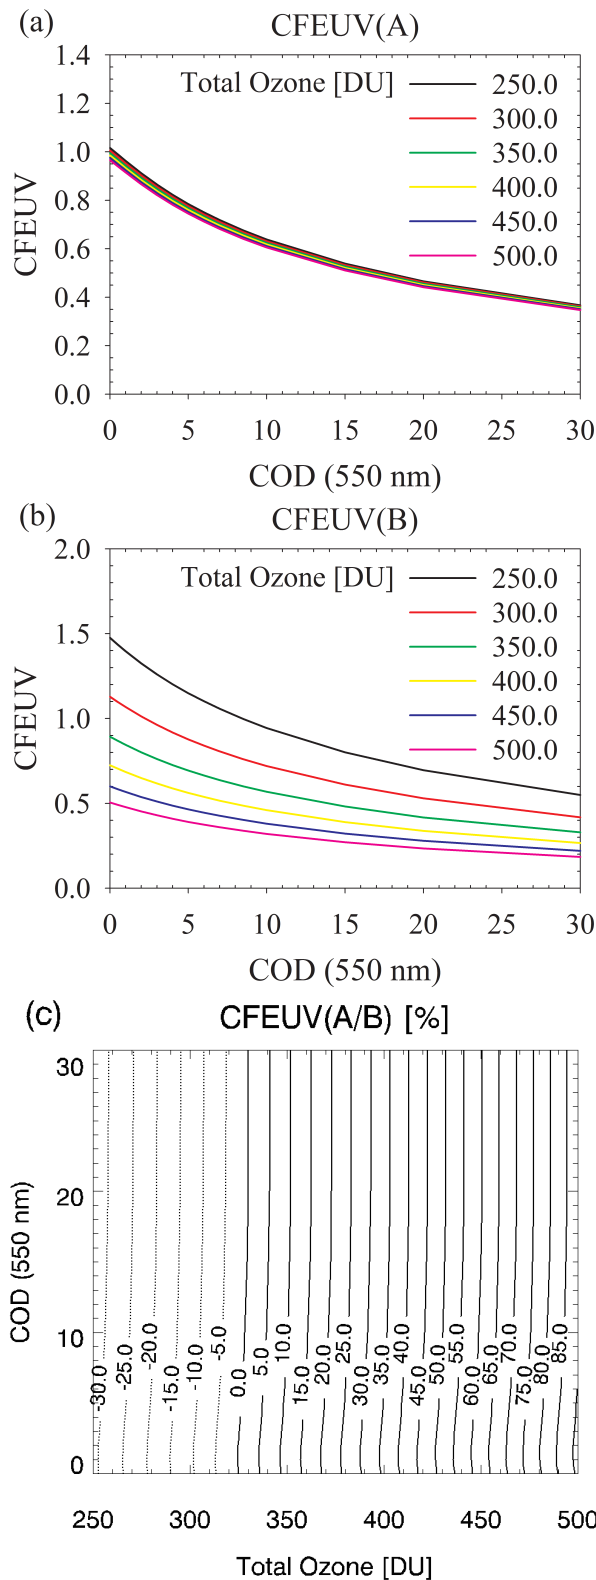 (a) CFEUV(A)
1.4
Total Ozone [DU] 250.0
1.2
300.0
1.0
350.0
0.8
400.0
450.0
0.6
500.0
0.4
0.2
0.0
CFEUV
0 5 10 15 20 25 30
COD (550 nm)
(b) CFEUV(B)
2.0
Total Ozone [DU] 250.0
300.0
1.5
350.0
400.0
1.0
450.0
500.0
0.5
0.0
CFEUV
0 5 10 15 20 25 30
COD (550 nm)
(c) CFEUV(A/B) [%]
30
20
10
0
COD (550 nm)
-30.0 -25.0 -20.0 -15.0 -10.0 -5.0 0.0 5.0 10.0 15.0 20.0 25.0 30.0 35.0 40.0 45.0 50.0 55.0 60.0 65.0 70.0 75.0 80.0 85.0
250 300 350 400 450 500
Total Ozone [DU]